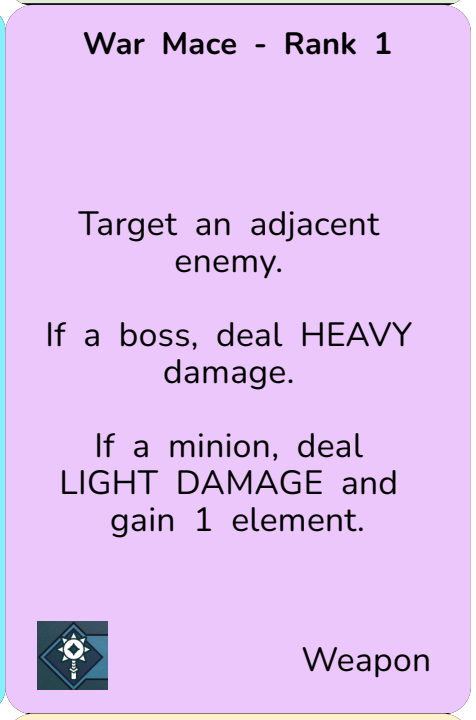 War Mace - Rank 1
Target an adjacent
enemy.
If a boss, deal HEAVY
damage.
If a minion, deal
LIGHT DAMAGE and
gain 1 element.
Weapon